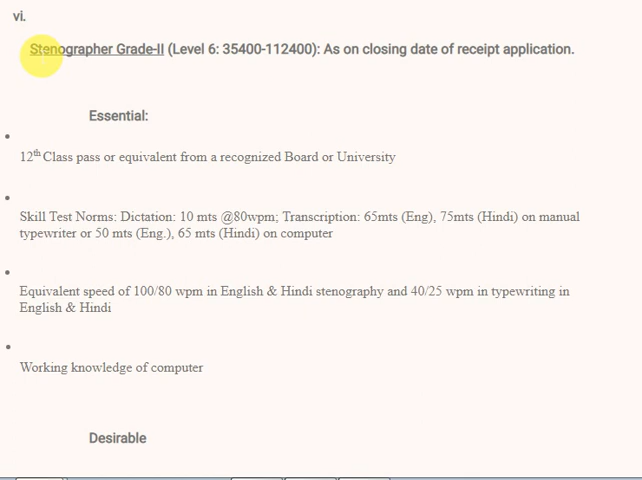 vi.
Stenographer Grade-II (Level 6: 35400-112400): As on closing date of receipt application.
Essential:
12th Class pass or equivalent from a recognized Board or University
Skill Test Norms: Dictation: 10 mts @80wpm; Transcription: 65mts (Eng), 75mts (Hindi) on manual
typewriter or 50 mts (Eng.), 65 mts (Hindi) on computer
Equivalent speed of 100/80 wpm in English & Hindi stenography and 40/25 wpm in typewriting in
English & Hindi
Working knowledge of computer
Desirable